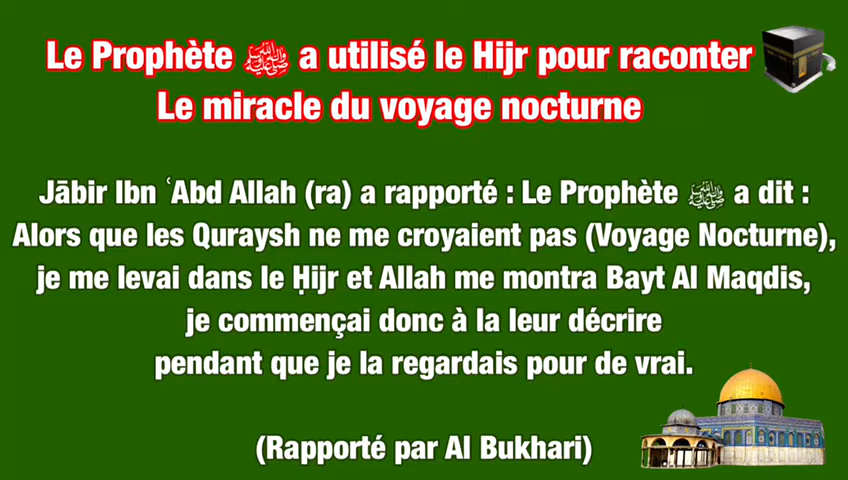 Le Prophète ﷺ a utilisé le Hijr pour raconter
Le miracle du voyage nocturne
Jābir Ibn ʿAbd Allah (ra) a rapporté : Le Prophète ﷺ a dit :
Alors que les Quraysh ne me croyaient pas (Voyage Nocturne),
je me levai dans le Ḥijr et Allah me montra Bayt Al Maqdis,
je commençai donc à la leur décrire
pendant que je la regardais pour de vrai.
(Rapporté par Al Bukhari)